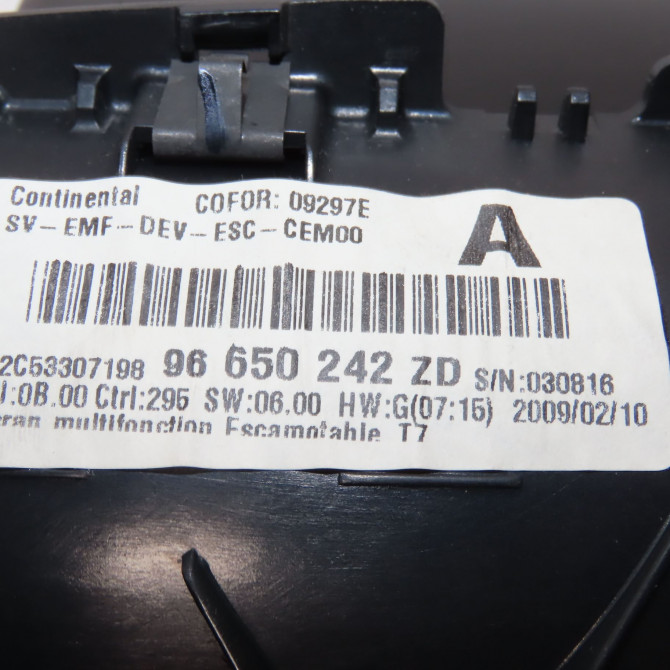 Continental COFOR: 09297E
SV-EMF-DEV-ESC-CEM00
A
2C53307198 96 650 242 ZD S/N:030816
:0B.00 Ctrl:295 SW:06.00 HW:G(07:15) 2009/02/10
cran multifonction Escamotable T7